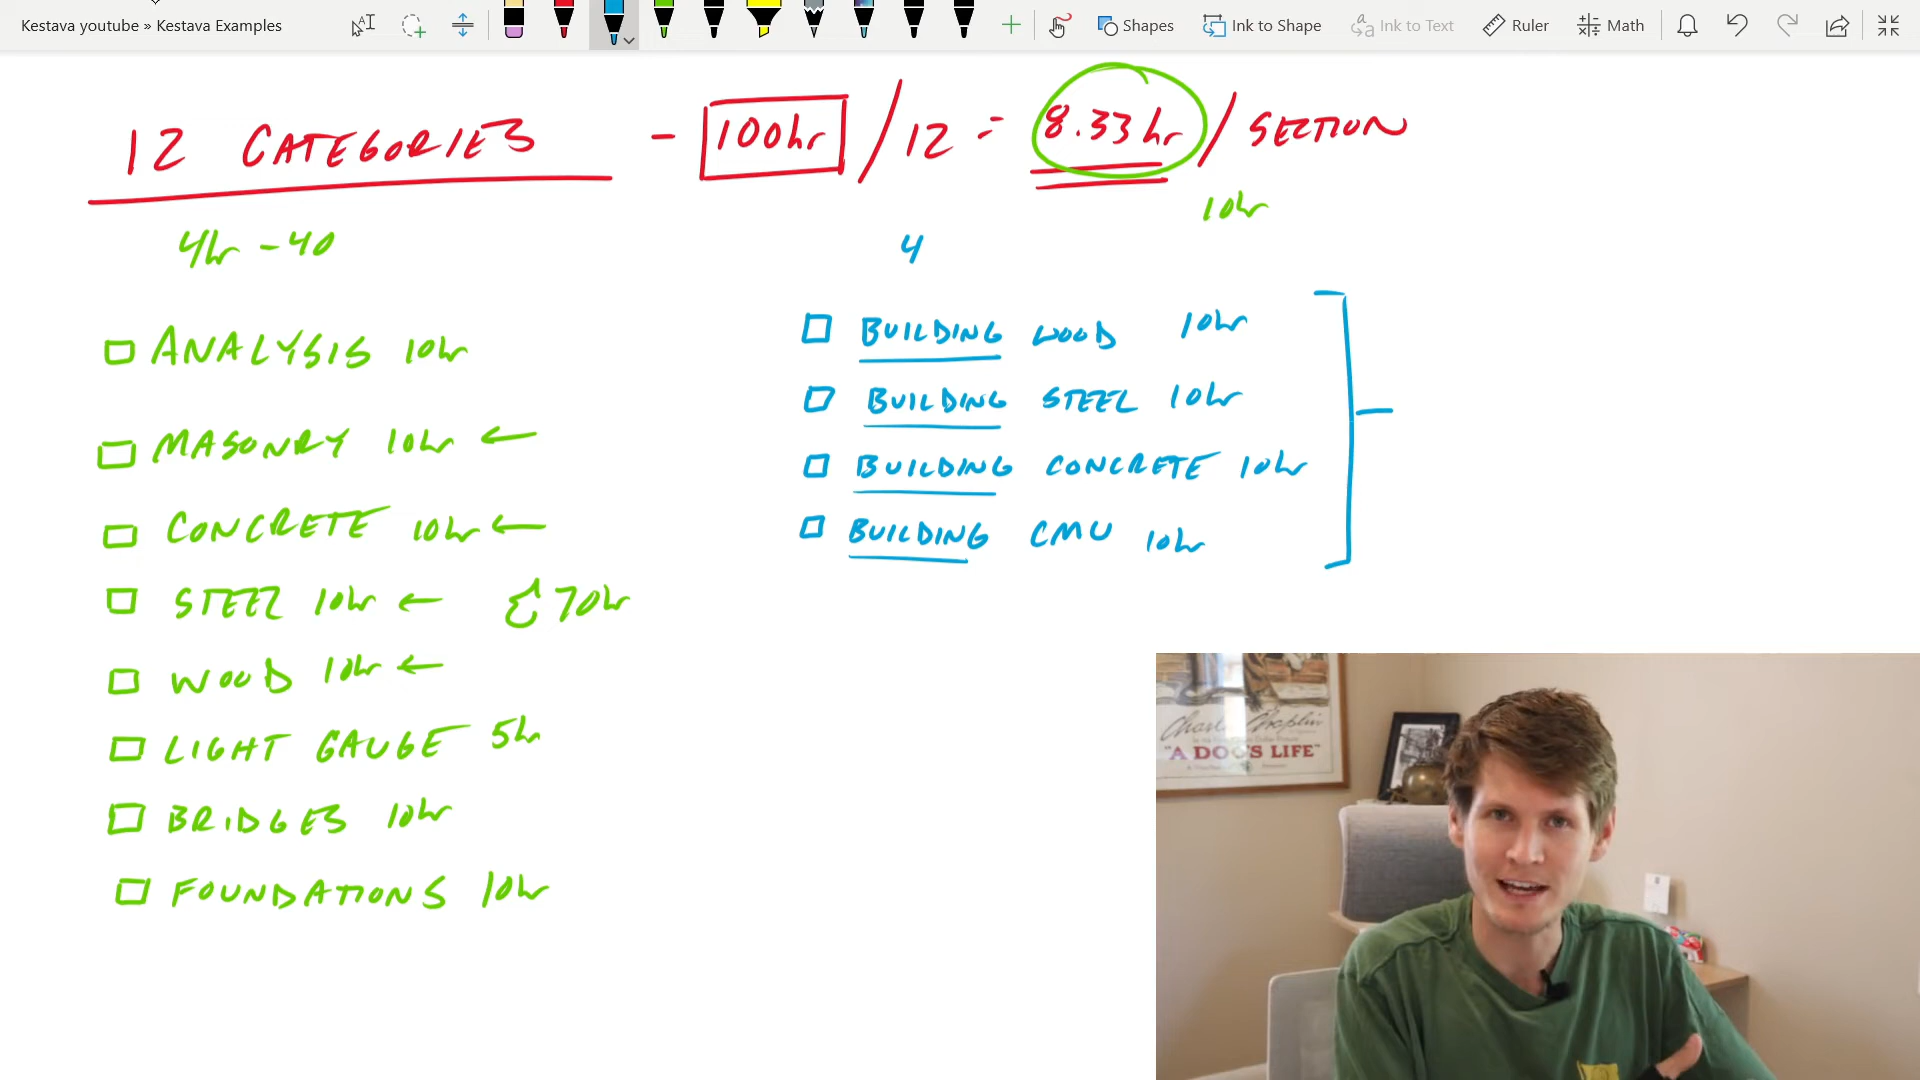 Kestava youtube » Kestava Examples
Shapes
Ink to Shape
Ink to Text
Ruler
Math
12 CATEGORIES - 100hr / 12 = 8.33 hr / SECTION
10hr
4hr - 40
4
ANALYSIS 10hr
MASONRY 10hr ←
CONCRETE 10hr ←
STEEL 10hr ← Σ 70hr
WOOD 10hr ←
LIGHT GAUGE 5hr
BRIDGES 10hr
FOUNDATIONS 10hr
BUILDING WOOD 10hr
BUILDING STEEL 10hr
BUILDING CONCRETE 10hr
BUILDING CMU 10hr
Charlie Chaplin
"A DOG'S LIFE"